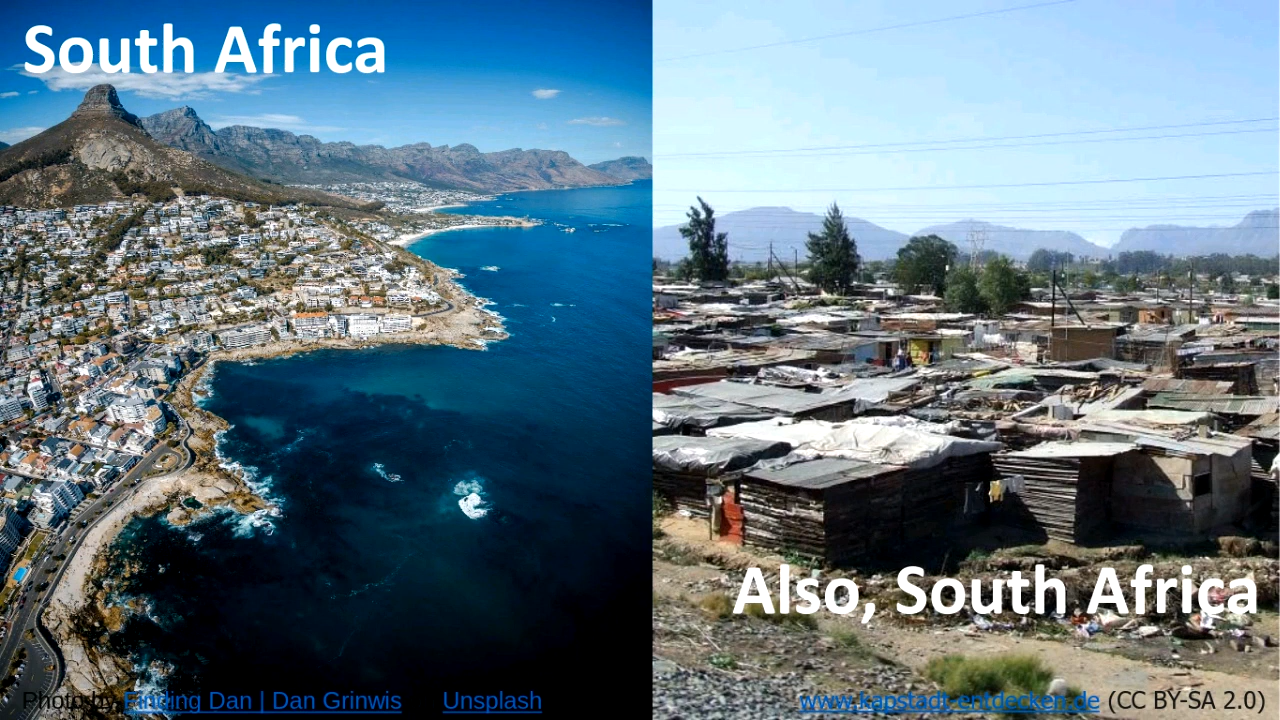 South Africa
Also, South Africa
Photo by Finding Dan | Dan Grinwis Unsplash
www.kapstadt-entdecken.de (CC BY-SA 2.0)